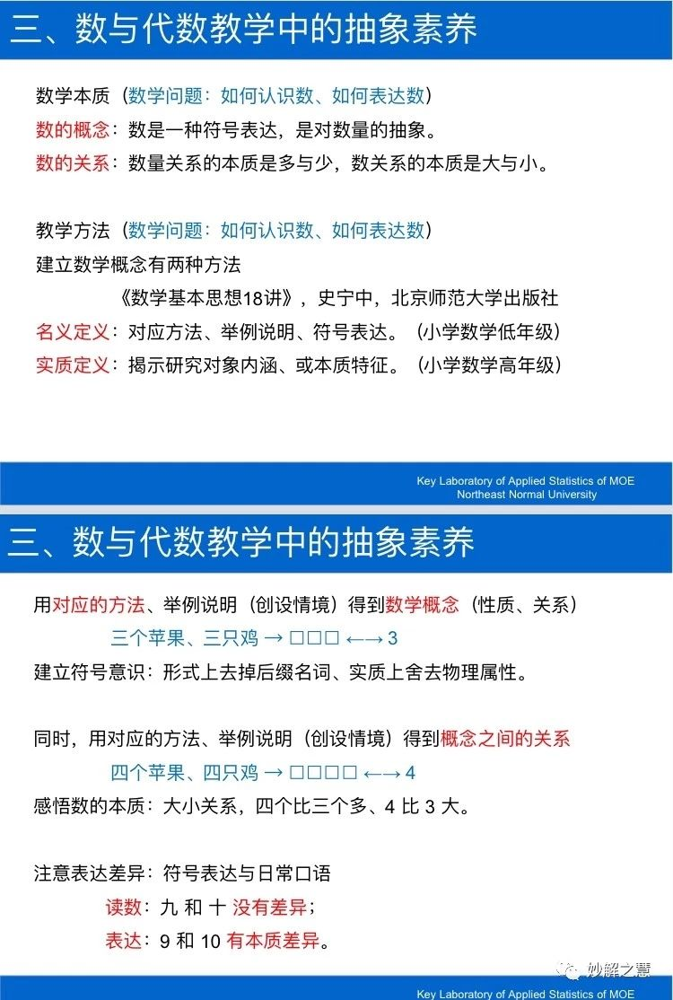 三、数与代数教学中的抽象素养
数学本质（数学问题：如何认识数、如何表达数）
数的概念：数是一种符号表达，是对数量的抽象。
数的关系：数量关系的本质是多与少，数关系的本质是大与小。
教学方法（数学问题：如何认识数、如何表达数）
建立数学概念有两种方法
《数学基本思想18讲》，史宁中，北京师范大学出版社
名义定义：对应方法、举例说明、符号表达。（小学数学低年级）
实质定义：揭示研究对象内涵、或本质特征。（小学数学高年级）
Key Laboratory of Applied Statistics of MOE
Northeast Normal University
三、数与代数教学中的抽象素养
用对应的方法、举例说明（创设情境）得到数学概念（性质、关系）
三个苹果、三只鸡 → □□□ ←→ 3
建立符号意识：形式上去掉后缀名词、实质上舍去物理属性。
同时，用对应的方法、举例说明（创设情境）得到概念之间的关系
四个苹果、四只鸡 → □□□□ ←→ 4
感悟数的本质：大小关系，四个比三个多、4 比 3 大。
注意表达差异：符号表达与日常口语
读数：九 和 十 没有差异；
表达：9 和 10 有本质差异。
妙解之慧
Key Laboratory of Applied Statistics of MOE